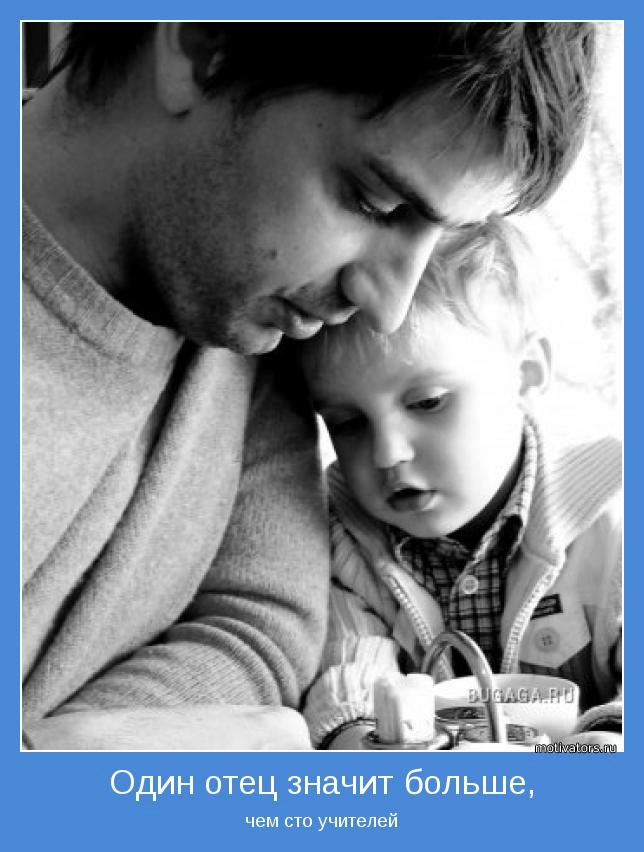 BUGAGA.RU
motivators.ru
Один отец значит больше,
чем сто учителей